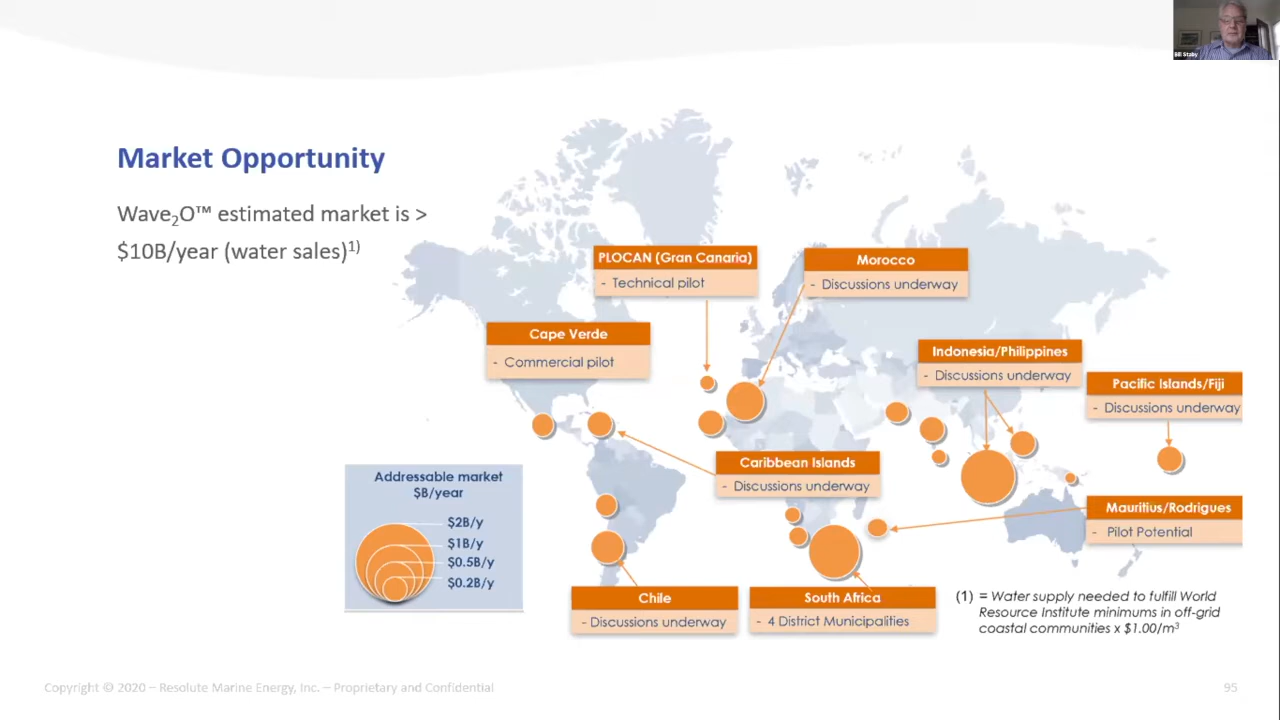 Bill Staby
Market Opportunity
Wave₂O™ estimated market is >
$10B/year (water sales)¹⁾
PLOCAN (Gran Canaria)
- Technical pilot
Morocco
- Discussions underway
Cape Verde
- Commercial pilot
Indonesia/Philippines
- Discussions underway
Pacific Islands/Fiji
- Discussions underway
Caribbean Islands
- Discussions underway
Addressable market
$B/year
$2B/y
$1B/y
$0.5B/y
$0.2B/y
Mauritius/Rodrigues
- Pilot Potential
Chile
- Discussions underway
South Africa
- 4 District Municipalities
(1) = Water supply needed to fulfill World
Resource Institute minimums in off-grid
coastal communities x $1.00/m³
Copyright © 2020 – Resolute Marine Energy, Inc. – Proprietary and Confidential
95